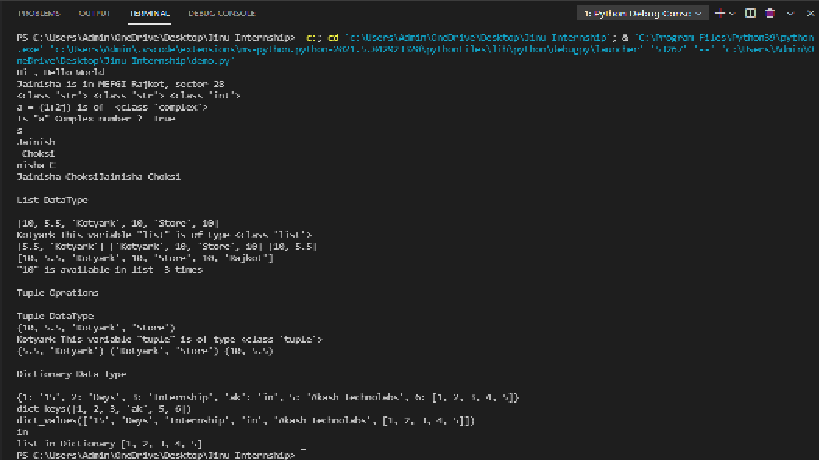 PROBLEMS OUTPUT TERMINAL DEBUG CONSOLE 1: Python Debug Conso
PS C:\Users\Admin\OneDrive\Desktop\Jinu Internship> c:; cd 'c:\Users\Admin\OneDrive\Desktop\Jinu Internship'; & 'C:\Program Files\Python39\python
.exe' 'c:\Users\Admin\.vscode\extensions\ms-python.python-2021.5.842923320\pythonFiles\lib\python\debugpy\launcher' '--' 'c:\Users\Admin\O
neDrive\Desktop\Jinu Internship\demo.py'
Hi , Hello World
Jainisha is in MEFGI Rajkot, sector 28
<class 'str'> <class 'str'> <class 'int'>
a = (1+2j) is of <class 'complex'>
Is "a" Complex number ? True
s
Jainish
Choksi
nisha C
Jainisha ChoksiJainisha Choksi
List DataType
[10, 5.5, 'Kotyark', 10, 'Store', 10]
Kotyark This variable "list" is of type <class 'list'>
[5.5, 'Kotyark'] ['Kotyark', 10, 'Store', 10] [10, 5.5]
[10, 5.5, 'Kotyark', 10, 'Store', 10, 'Rajkot']
"10" is available in list 3 times
Tuple Oprations
Tuple DataType
(10, 5.5, 'Kotyark', 'Store')
Kotyark This variable "tuple" is of type <class 'tuple'>
(5.5, 'Kotyark') ('Kotyark', 'Store') (10, 5.5)
Dictionary Data type
{1: '15', 2: 'Days', 3: 'Internship', 'ak': 'in', 5: 'Akash Technolabs', 6: [1, 2, 3, 4, 5]}
dict_keys([1, 2, 3, 'ak', 5, 6])
dict_values(['15', 'Days', 'Internship', 'in', 'Akash Technolabs', [1, 2, 3, 4, 5]])
in
list in Dictionary [1, 2, 3, 4, 5]
PS C:\Users\Admin\OneDrive\Desktop\Jinu Internship>